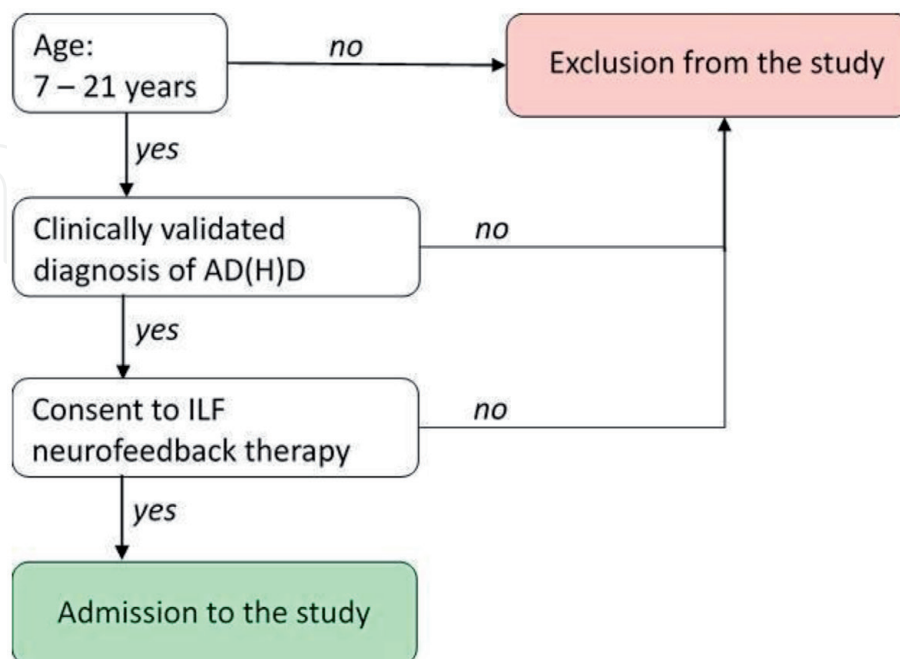 Age:
7 – 21 years
no
Exclusion from the study
yes
Clinically validated
diagnosis of AD(H)D
no
yes
Consent to ILF
neurofeedback therapy
no
yes
Admission to the study